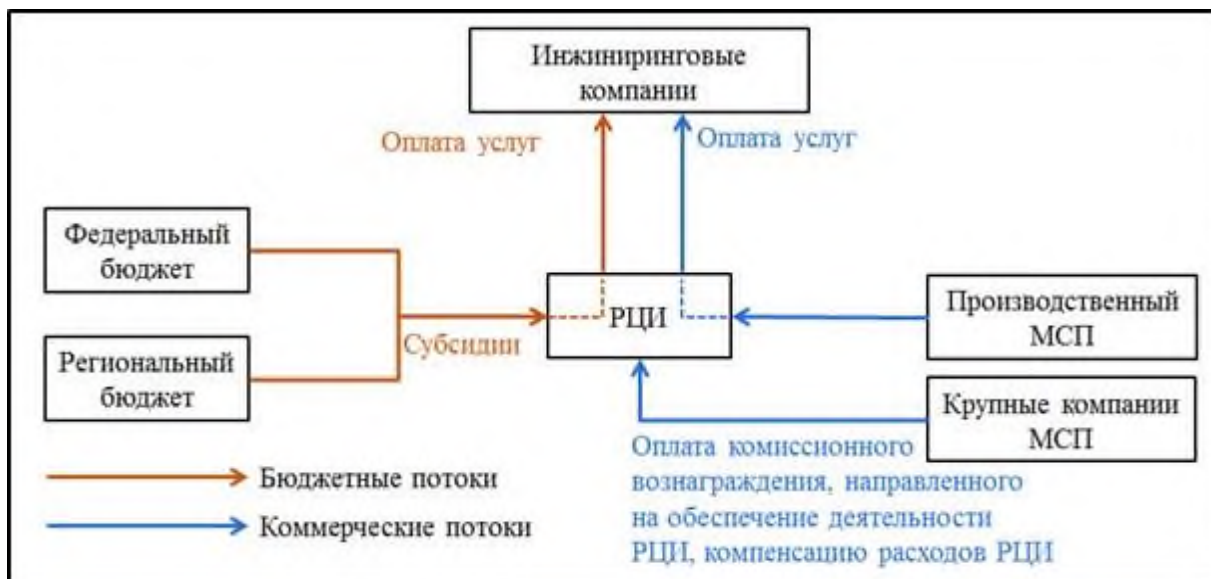 Инжиниринговые
компании
Оплата услуг
Оплата услуг
Федеральный
бюджет
Региональный
бюджет
Субсидии
РЦИ
Производственный
МСП
Крупные компании
МСП
Оплата комиссионного
вознаграждения, направленного
на обеспечение деятельности
РЦИ, компенсацию расходов РЦИ
Бюджетные потоки
Коммерческие потоки